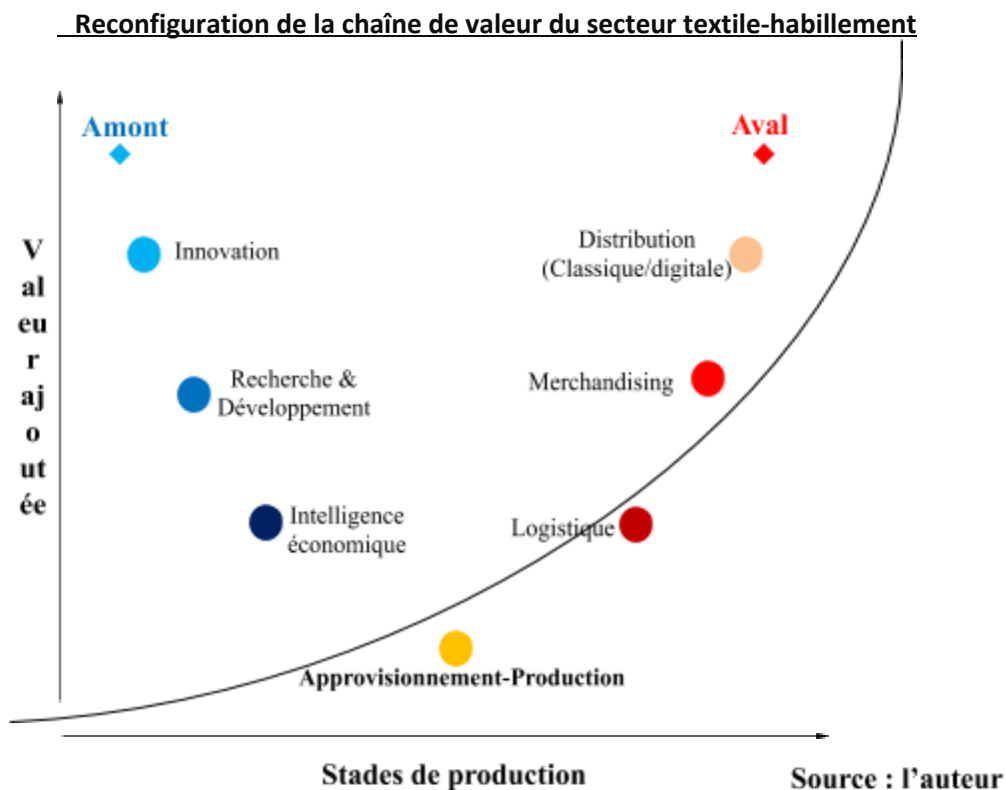 Reconfiguration de la chaîne de valeur du secteur textile-habillement
Amont
Aval
V
al
eu
r
aj
o
ut
ée
Innovation
Distribution
(Classique/digitale)
Recherche &
Développement
Merchandising
Intelligence
économique
Logistique
Approvisionnement-Production
Stades de production
Source : l'auteur